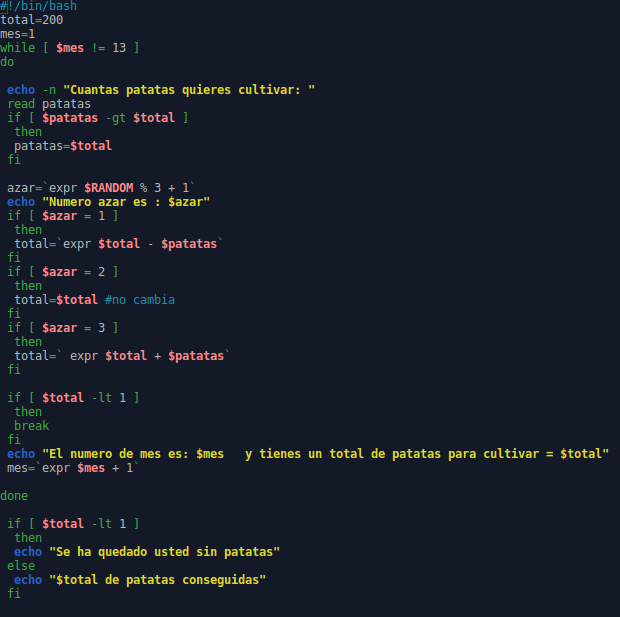 #!/bin/bash
total=200
mes=1
while [ $mes != 13 ]
do
echo -n "Cuantas patatas quieres cultivar: "
read patatas
if [ $patatas -gt $total ]
then
patatas=$total
fi
azar=`expr $RANDOM % 3 + 1`
echo "Numero azar es : $azar"
if [ $azar = 1 ]
then
total=`expr $total - $patatas`
fi
if [ $azar = 2 ]
then
total=$total #no cambia
fi
if [ $azar = 3 ]
then
total=` expr $total + $patatas`
fi
if [ $total -lt 1 ]
then
break
fi
echo "El numero de mes es: $mes   y tienes un total de patatas para cultivar = $total"
mes=`expr $mes + 1`
done
if [ $total -lt 1 ]
then
echo "Se ha quedado usted sin patatas"
else
echo "$total de patatas conseguidas"
fi